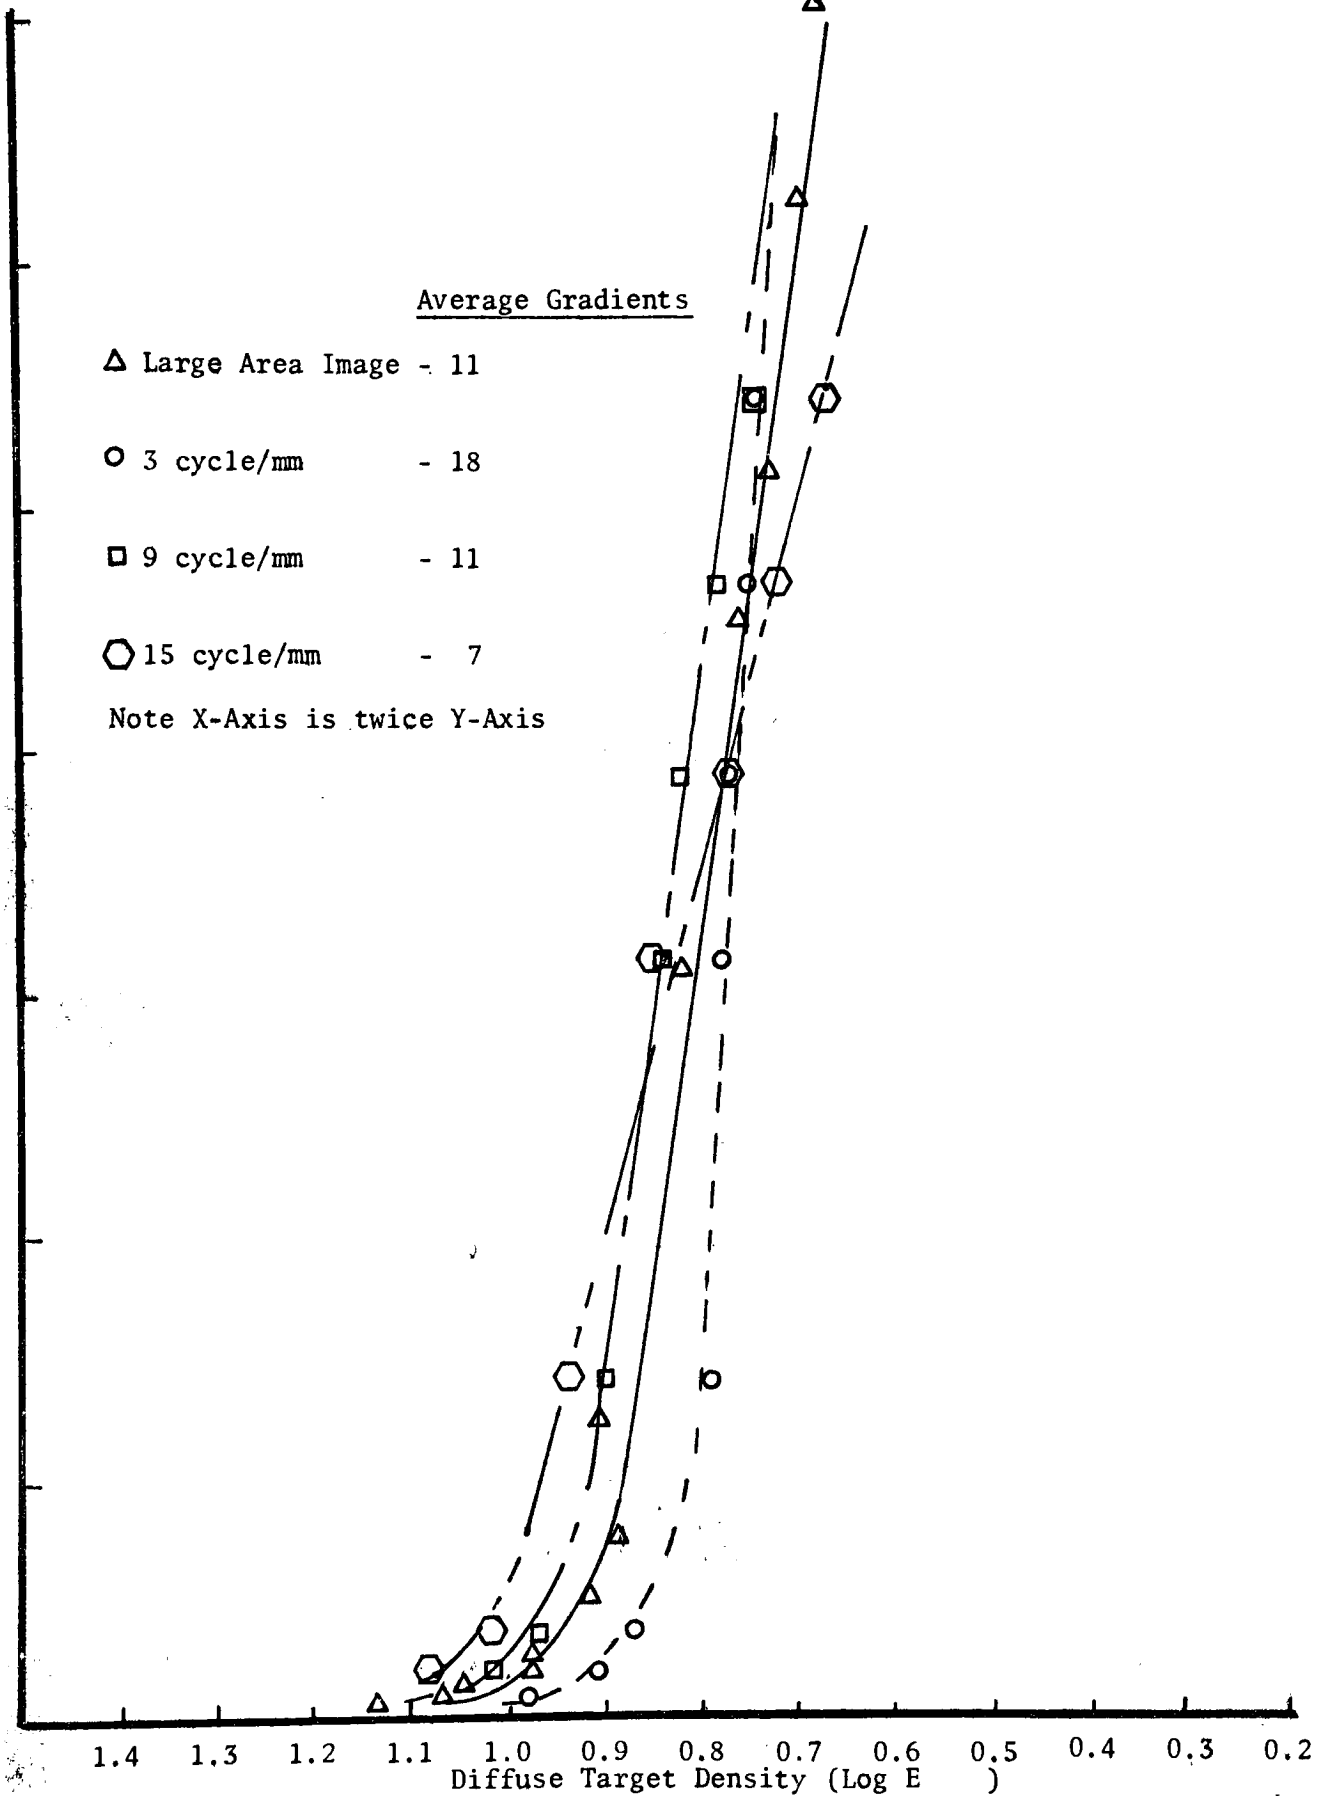 Average Gradients
Large Area Image - 11
3 cycle/mm - 18
9 cycle/mm - 11
15 cycle/mm - 7
Note X-Axis is twice Y-Axis
1.4 1.3 1.2 1.1 1.0 0.9 0.8 0.7 0.6 0.5 0.4 0.3 0.2
Diffuse Target Density (Log E )